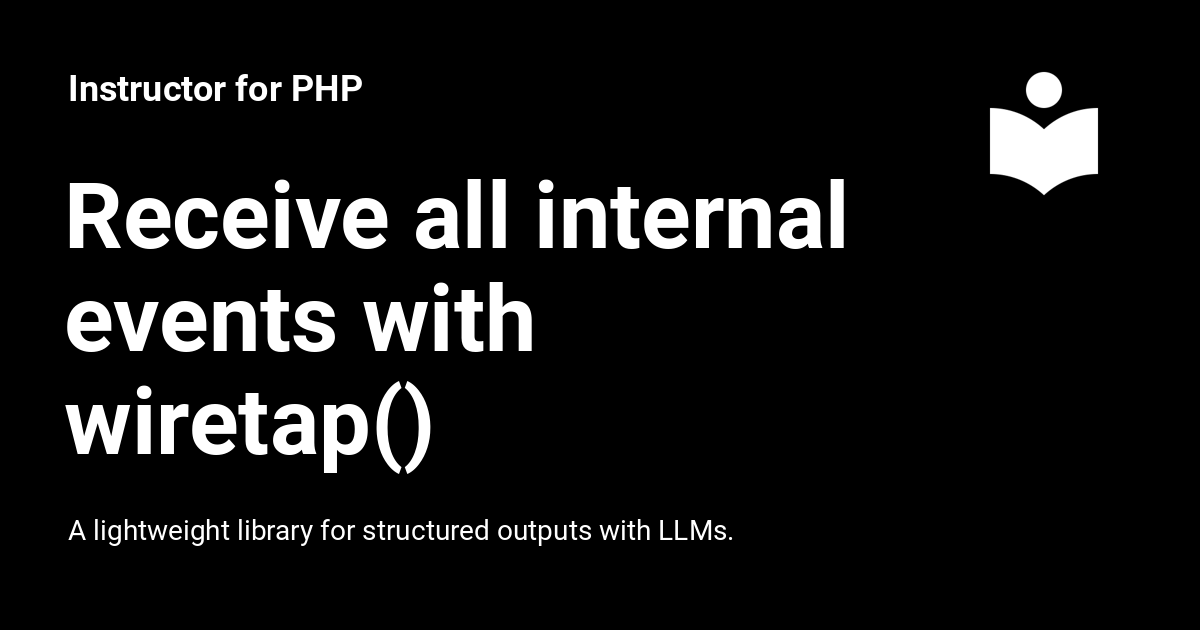 Instructor for PHP
Receive all internal
events with
wiretap()
A lightweight library for structured outputs with LLMs.